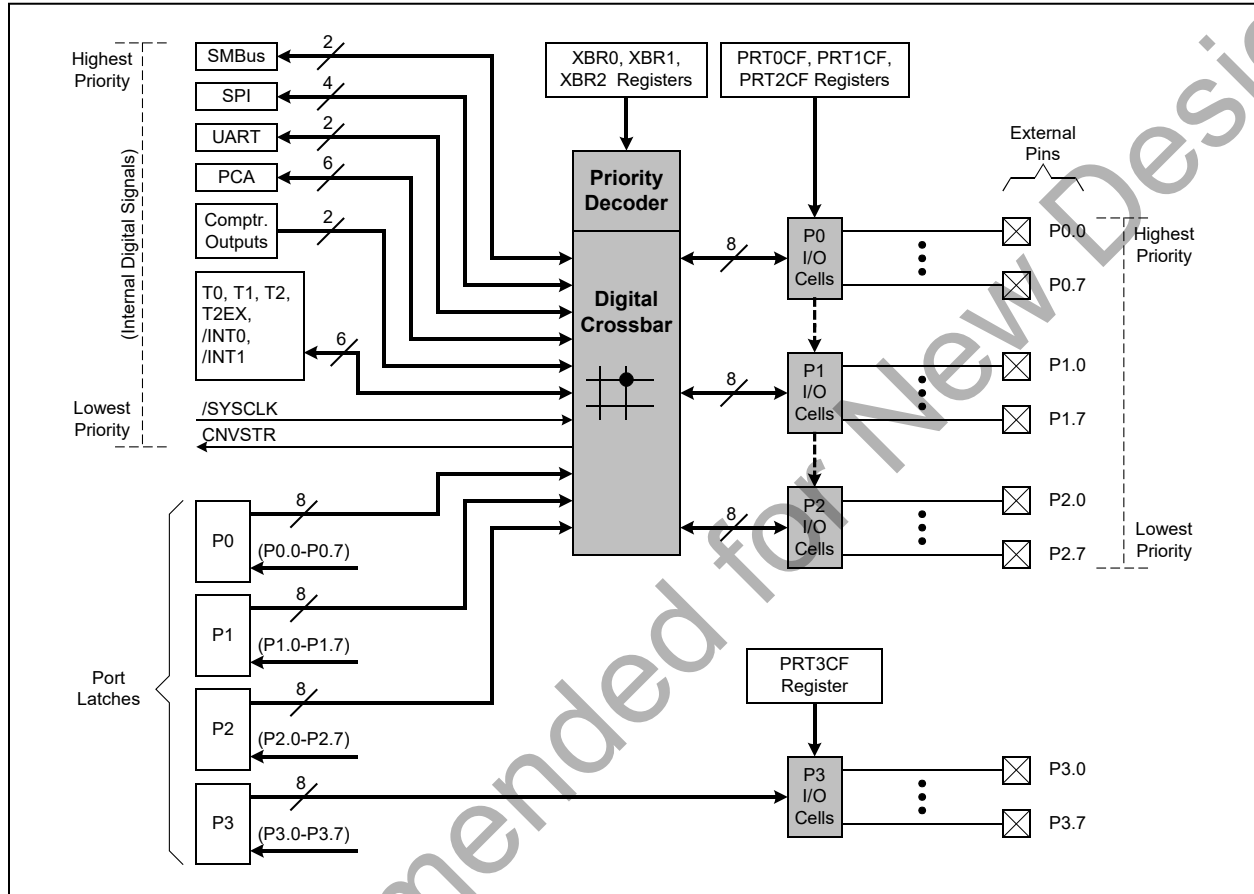 Highest
Priority
(Internal Digital Signals)
Lowest
Priority
SMBus
2
SPI
4
UART
2
PCA
6
Comptr.
Outputs
2
T0, T1, T2,
T2EX,
/INT0,
/INT1
6
/SYSCLK
CNVSTR
XBR0, XBR1,
XBR2 Registers
PRT0CF, PRT1CF,
PRT2CF Registers
Priority
Decoder
Digital
Crossbar
External
Pins
8
P0
I/O
Cells
P0.0
P0.7
Highest
Priority
8
P1
I/O
Cells
P1.0
P1.7
8
P2
I/O
Cells
P2.0
P2.7
Lowest
Priority
Port
Latches
P0
8
(P0.0-P0.7)
P1
8
(P1.0-P1.7)
P2
8
(P2.0-P2.7)
P3
8
(P3.0-P3.7)
PRT3CF
Register
P3
I/O
Cells
P3.0
P3.7
mended for New Desig